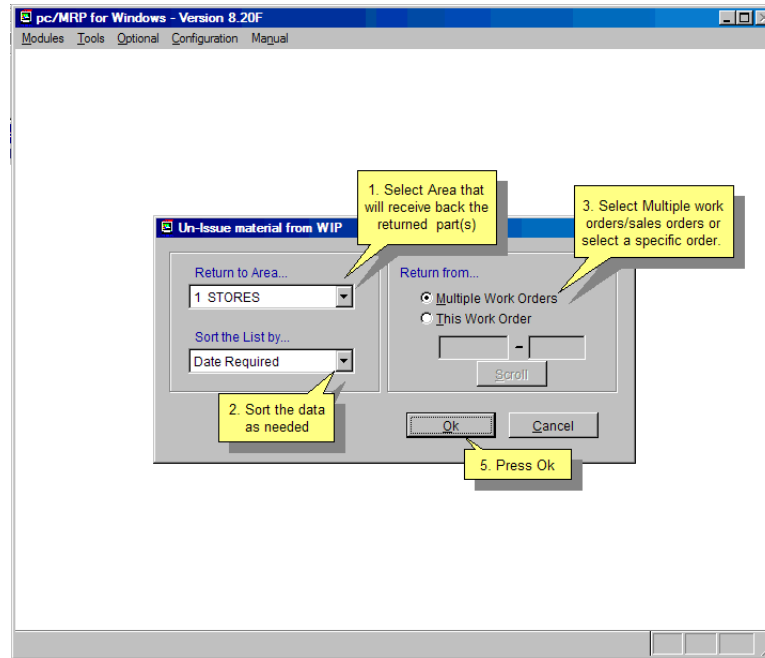 pc/MRP for Windows - Version 8.20F
Modules Tools Optional Configuration Manual
1. Select Area that
will receive back the
returned part(s)
3. Select Multiple work
orders/sales orders or
select a specific order.
Un-Issue material from WIP
Return to Area...
1 STORES
Sort the List by...
Date Required
Return from...
Multiple Work Orders
This Work Order
-
Scroll
2. Sort the data
as needed
Ok
Cancel
5. Press Ok